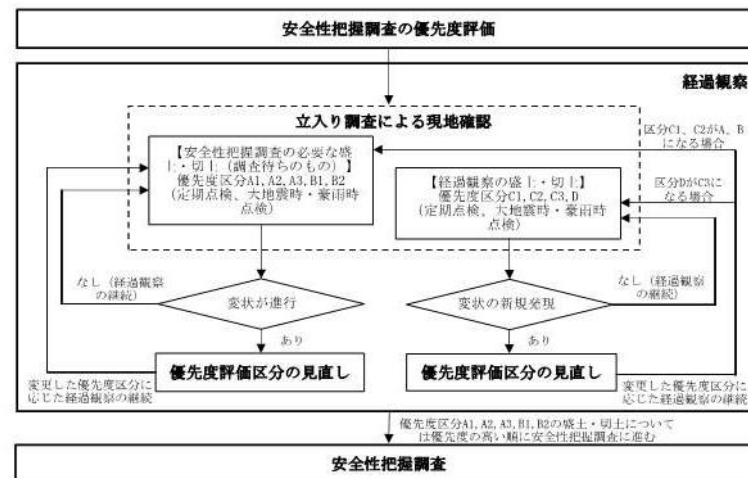 安全性把握調査の優先度評価
経過観察
立入り調査による現地確認
区分C1、C2がA、B
になる場合
【安全性把握調査の必要な盛
土・切土（調査待ちのもの）】
優先度区分A1,A2,A3,B1,B2
(定期点検、大地震時・豪雨時
点検)
【経過観察の盛土・切土】
優先度区分C1,C2,C3,D
(定期点検、大地震時・豪雨時
点検)
区分DがC3に
なる場合
なし（経過観察
の継続）
変状が進行
変状の新規発現
なし（経過観察
の継続）
あり
あり
優先度評価区分の見直し
優先度評価区分の見直し
変更した優先度区分に
応じた経過観察の継続
変更した優先度区分に
応じた経過観察の継続
優先度区分A1,A2,A3,B1,B2の盛土・切土について
は優先度の高い順に安全性把握調査に進む
安全性把握調査